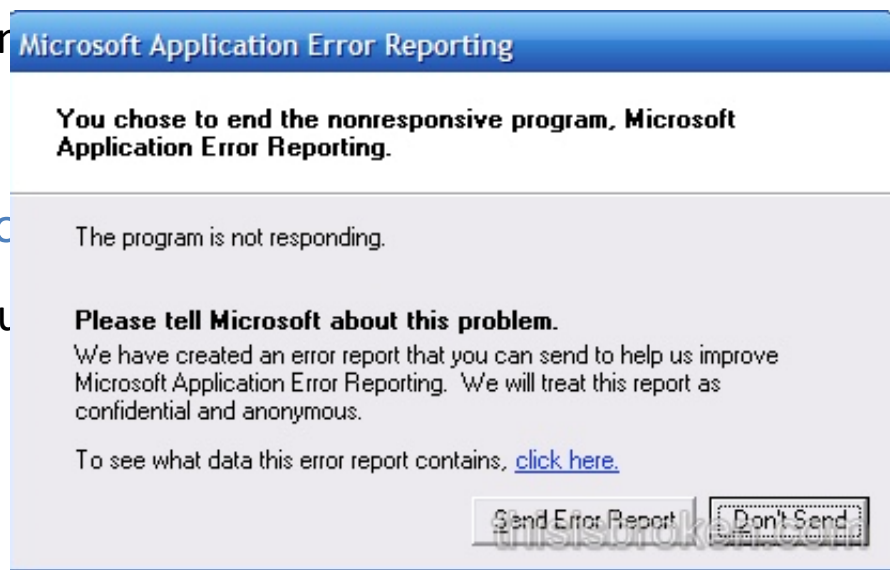 Microsoft Application Error Reporting
You chose to end the nonresponsive program, Microsoft
Application Error Reporting.
The program is not responding.
Please tell Microsoft about this problem.
We have created an error report that you can send to help us improve
Microsoft Application Error Reporting.  We will treat this report as
confidential and anonymous.
To see what data this error report contains, click here.
Send Error Report Don't Send
thisisbroken.com